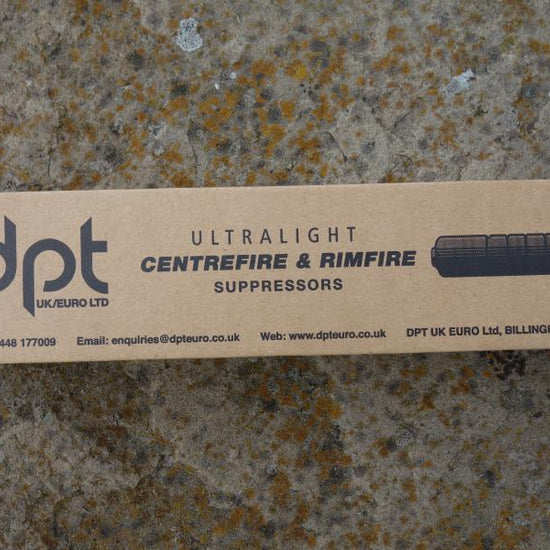 dpt
UK/EURO LTD
ULTRALIGHT
CENTREFIRE & RIMFIRE
SUPPRESSORS
448 177009 Email: enquiries@dpteuro.co.uk Web: www.dpteuro.co.uk DPT UK EURO Ltd, BILLINGH